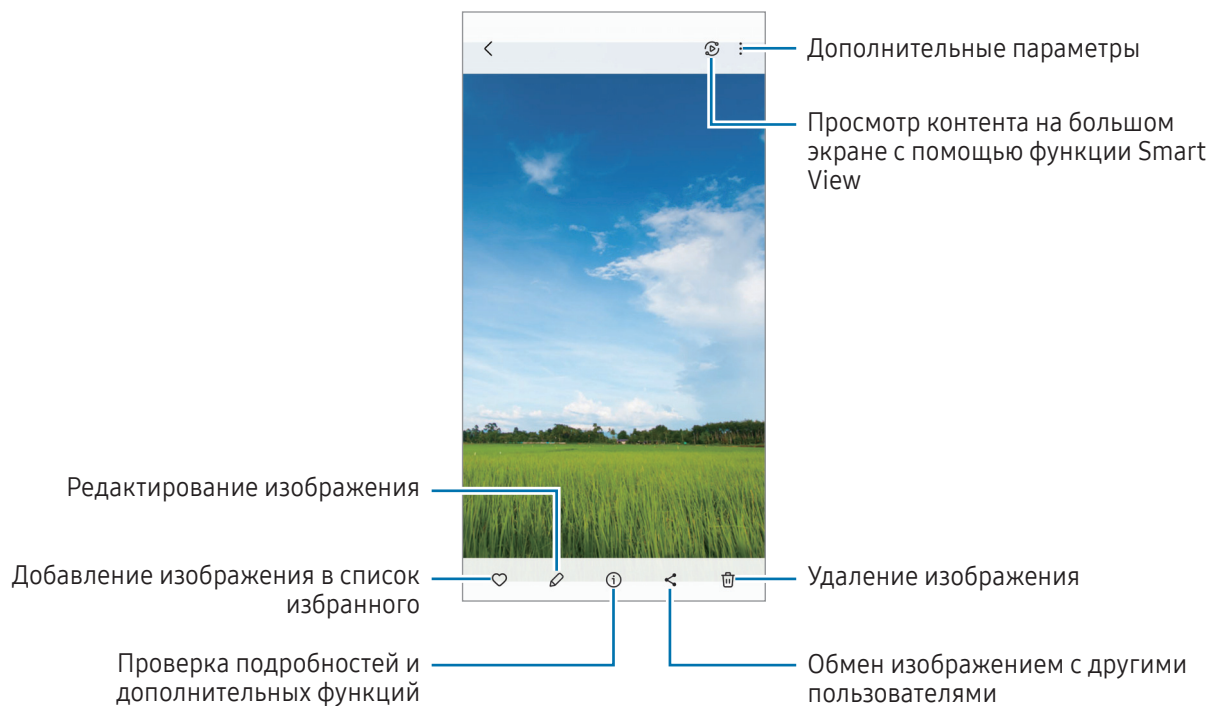 Дополнительные параметры
Просмотр контента на большом
экране с помощью функции Smart
View
Редактирование изображения
Добавление изображения в список
избранного
Удаление изображения
Проверка подробностей и
дополнительных функций
Обмен изображением с другими
пользователями